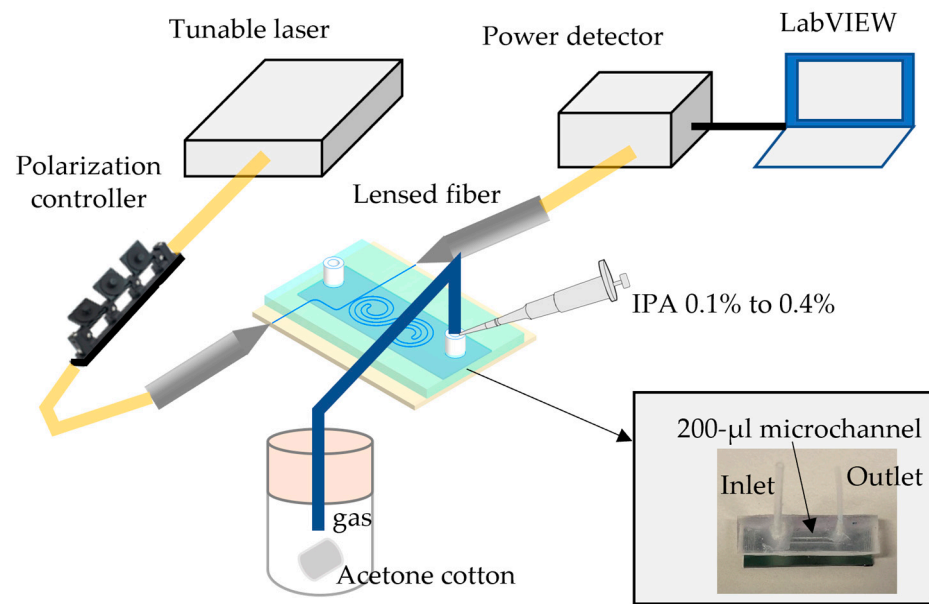 Tunable laser
Power detector
LabVIEW
Polarization
controller
Lensed fiber
IPA 0.1% to 0.4%
200-µl microchannel
Inlet
Outlet
gas
Acetone cotton